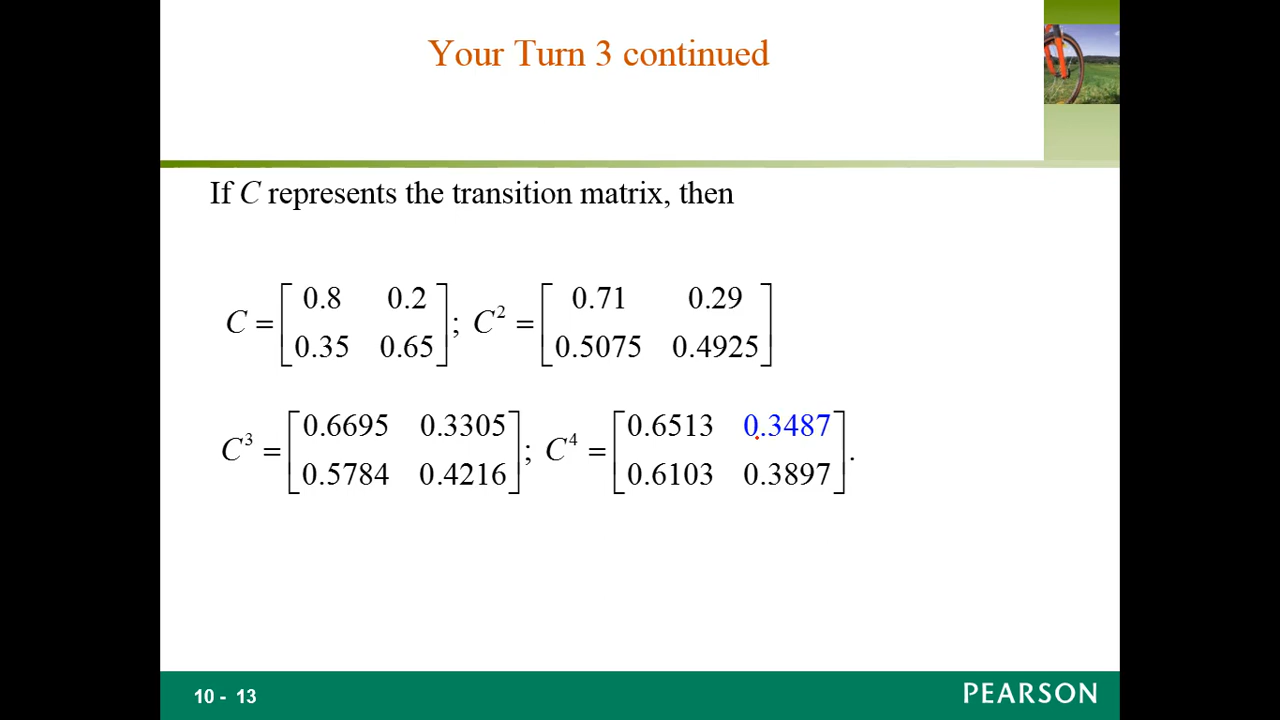 Your Turn 3 continued
If C represents the transition matrix, then
C = [ 0.8 0.2 ; 0.35 0.65 ]; C² = [ 0.71 0.29 ; 0.5075 0.4925 ]
C³ = [ 0.6695 0.3305 ; 0.5784 0.4216 ]; C⁴ = [ 0.6513 0.3487 ; 0.6103 0.3897 ].
10 - 13
PEARSON